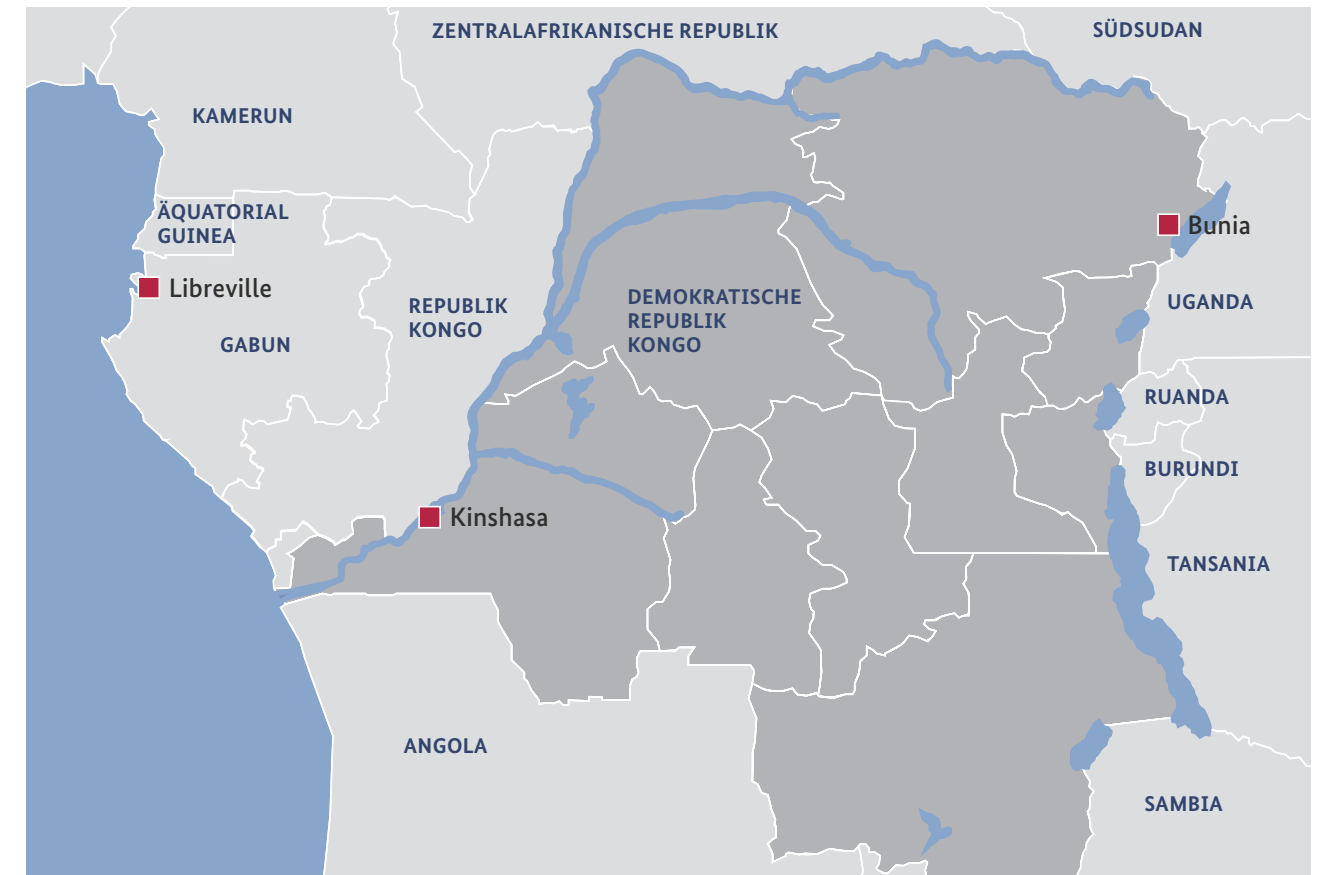 ZENTRALAFRIKANISCHE REPUBLIK
SÜDSUDAN
KAMERUN
ÄQUATORIAL
GUINEA
Bunia
Libreville
REPUBLIK
KONGO
DEMOKRATISCHE
REPUBLIK
KONGO
UGANDA
GABUN
RUANDA
BURUNDI
Kinshasa
TANSANIA
ANGOLA
SAMBIA